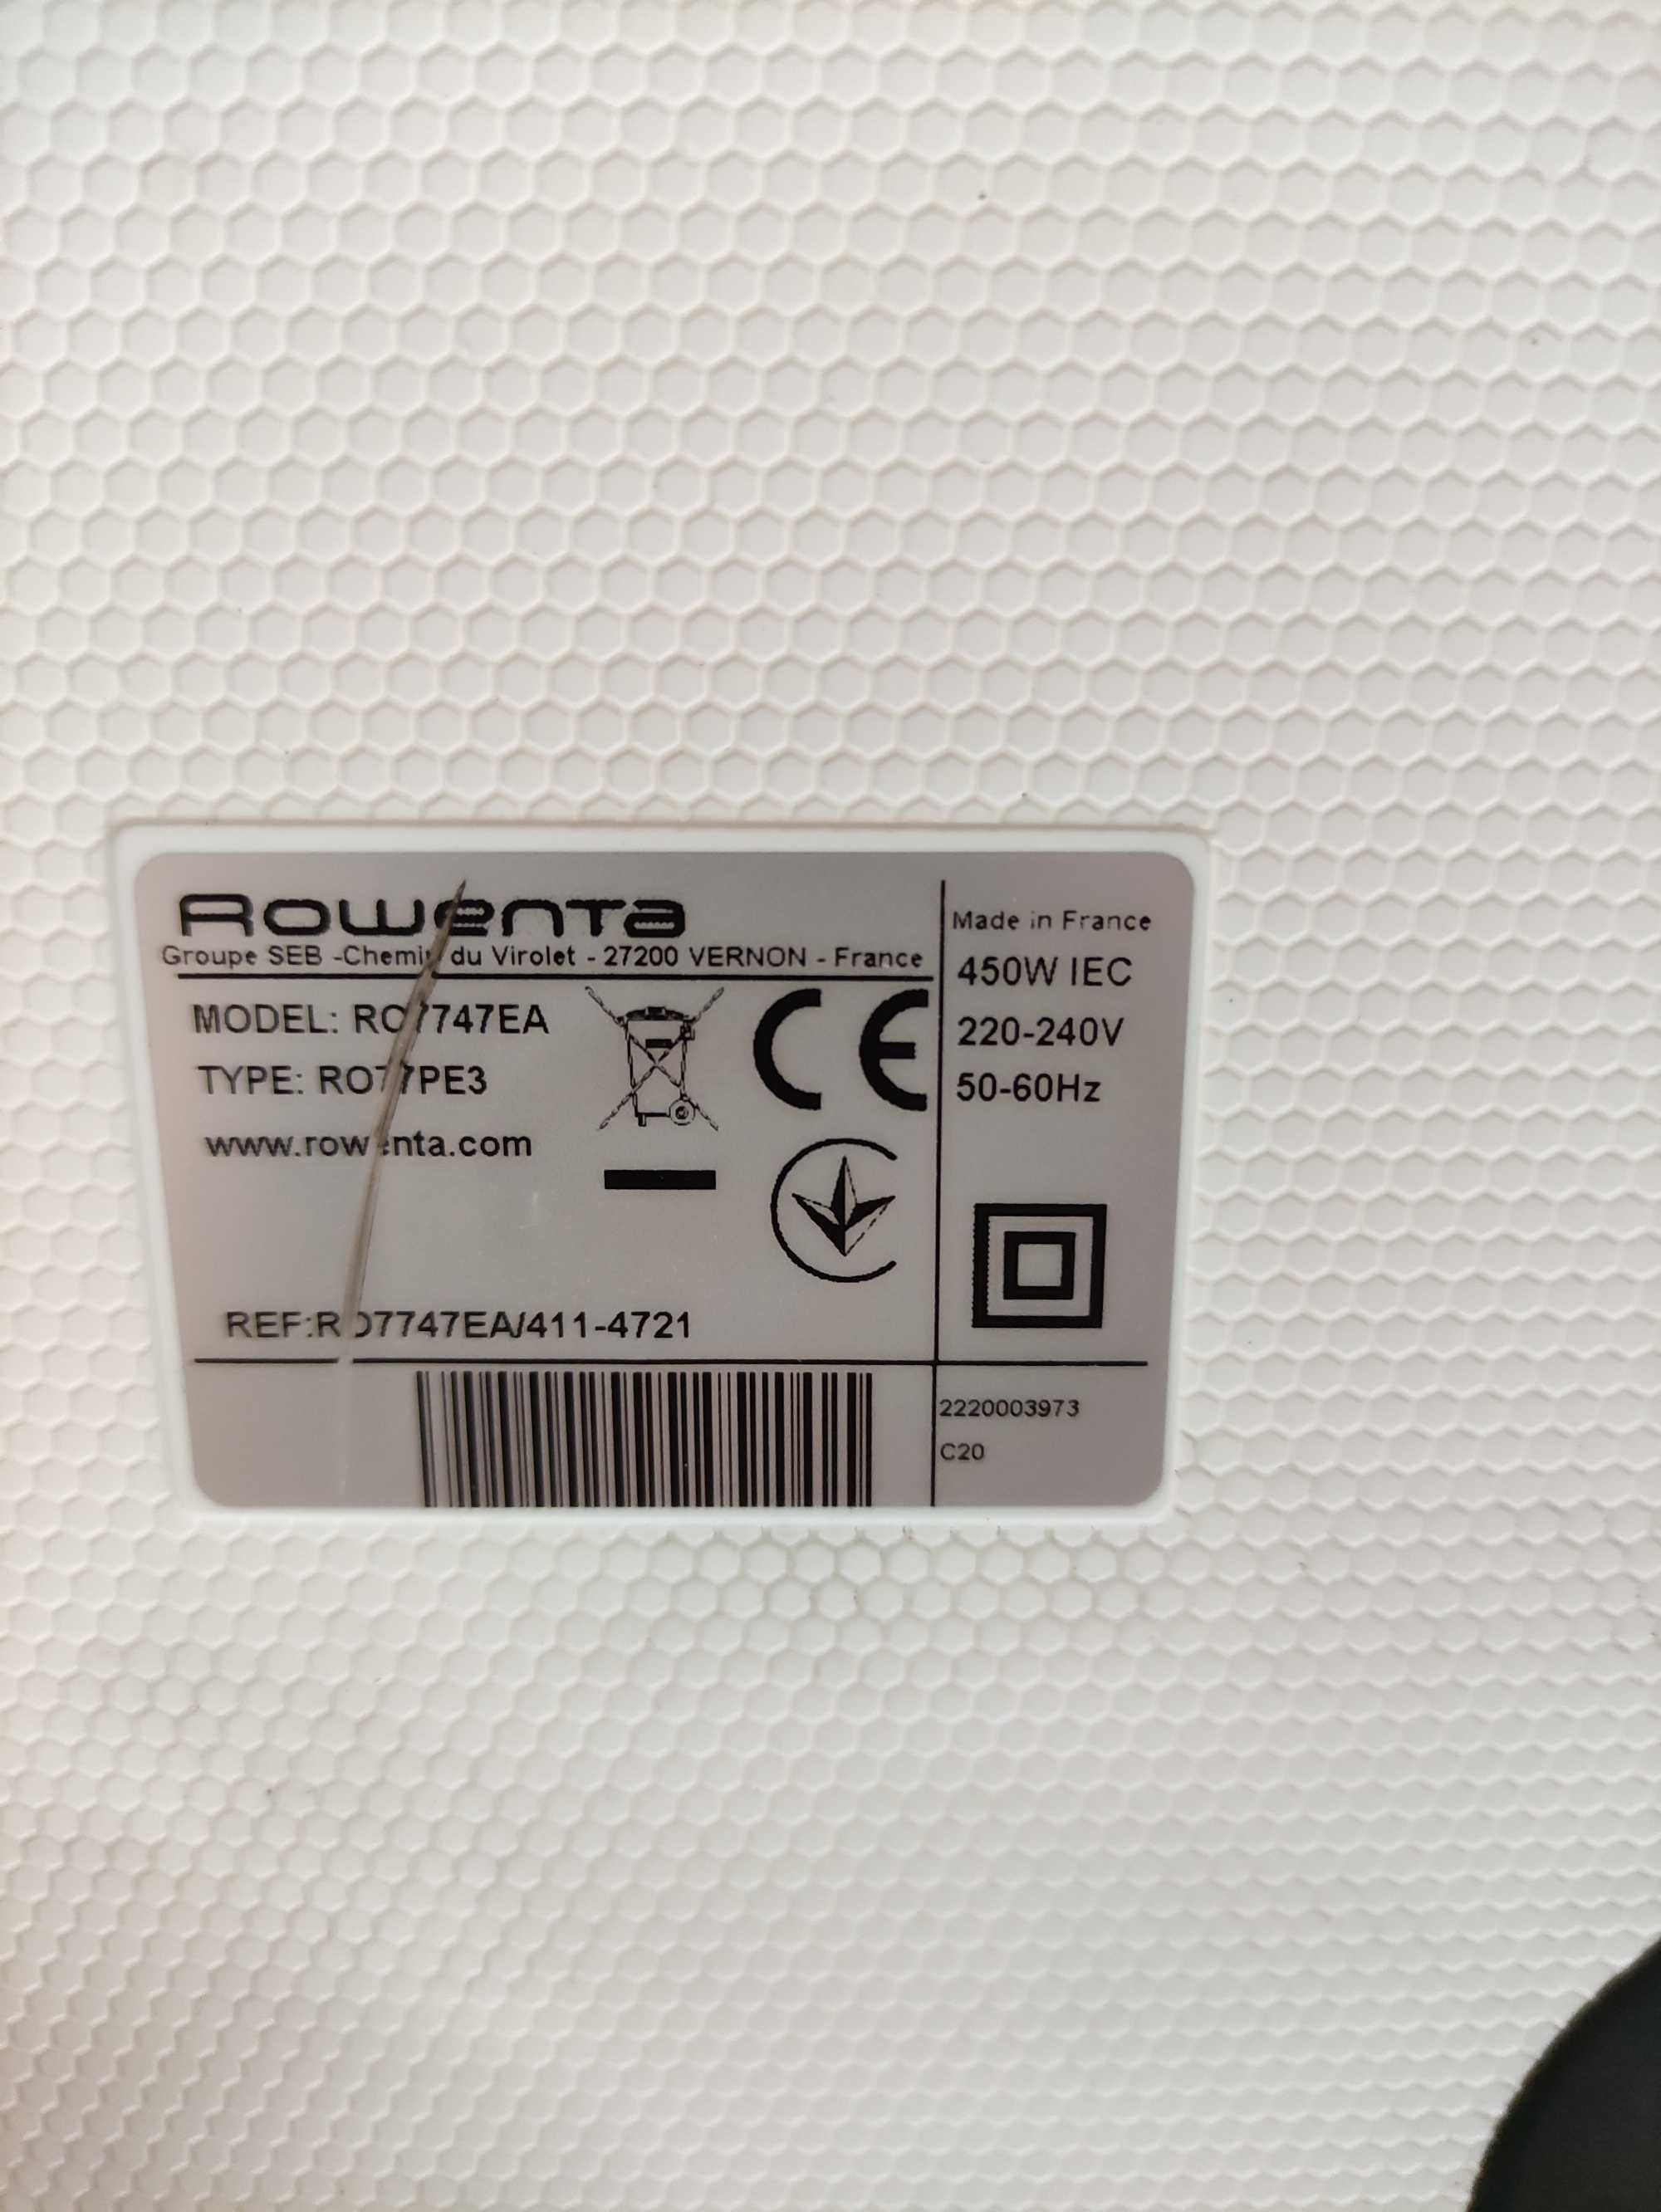 Rowenta
Groupe SEB -Chemin du Virolet - 27200 VERNON - France
MODEL: RO7747EA
TYPE: RO77PE3
www.rowenta.com
REF:RO7747EA/411-4721
Made in France
450W IEC
220-240V
50-60Hz
CE
2220003973
C20